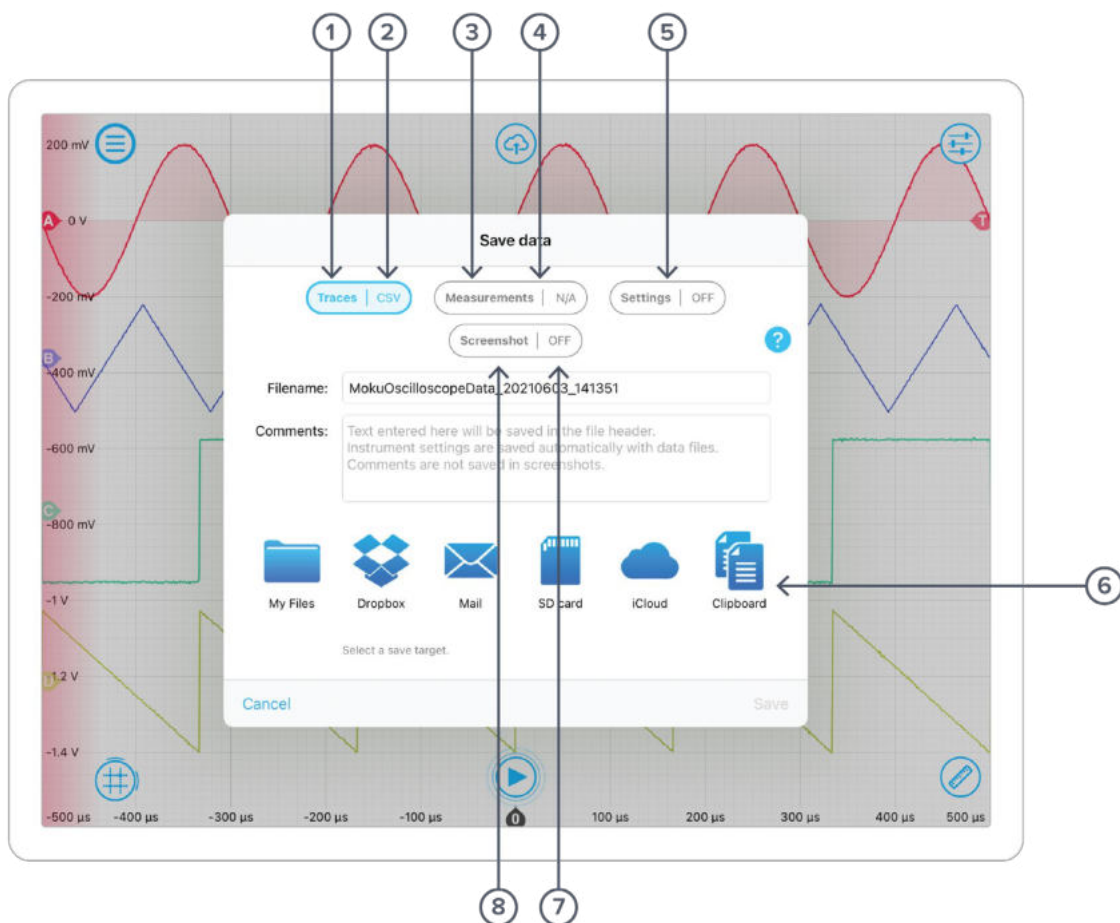 1 2 3 4 5
200 mV
A 0 V T
Save data
-200 mV
Traces | CSV Measurements | N/A Settings | OFF
Screenshot | OFF
?
B
-400 mV
Filename: MokuOscilloscopeData_20210603_141351
Comments: Text entered here will be saved in the file header.
Instrument settings are saved automatically with data files.
Comments are not saved in screenshots.
-600 mV
C
-800 mV
-1 V
6
My Files Dropbox Mail SD card iCloud Clipboard
Select a save target.
D -1.2 V
Cancel Save
-1.4 V
-500 µs -400 µs -300 µs -200 µs -100 µs 0 100 µs 200 µs 300 µs 400 µs 500 µs
8 7